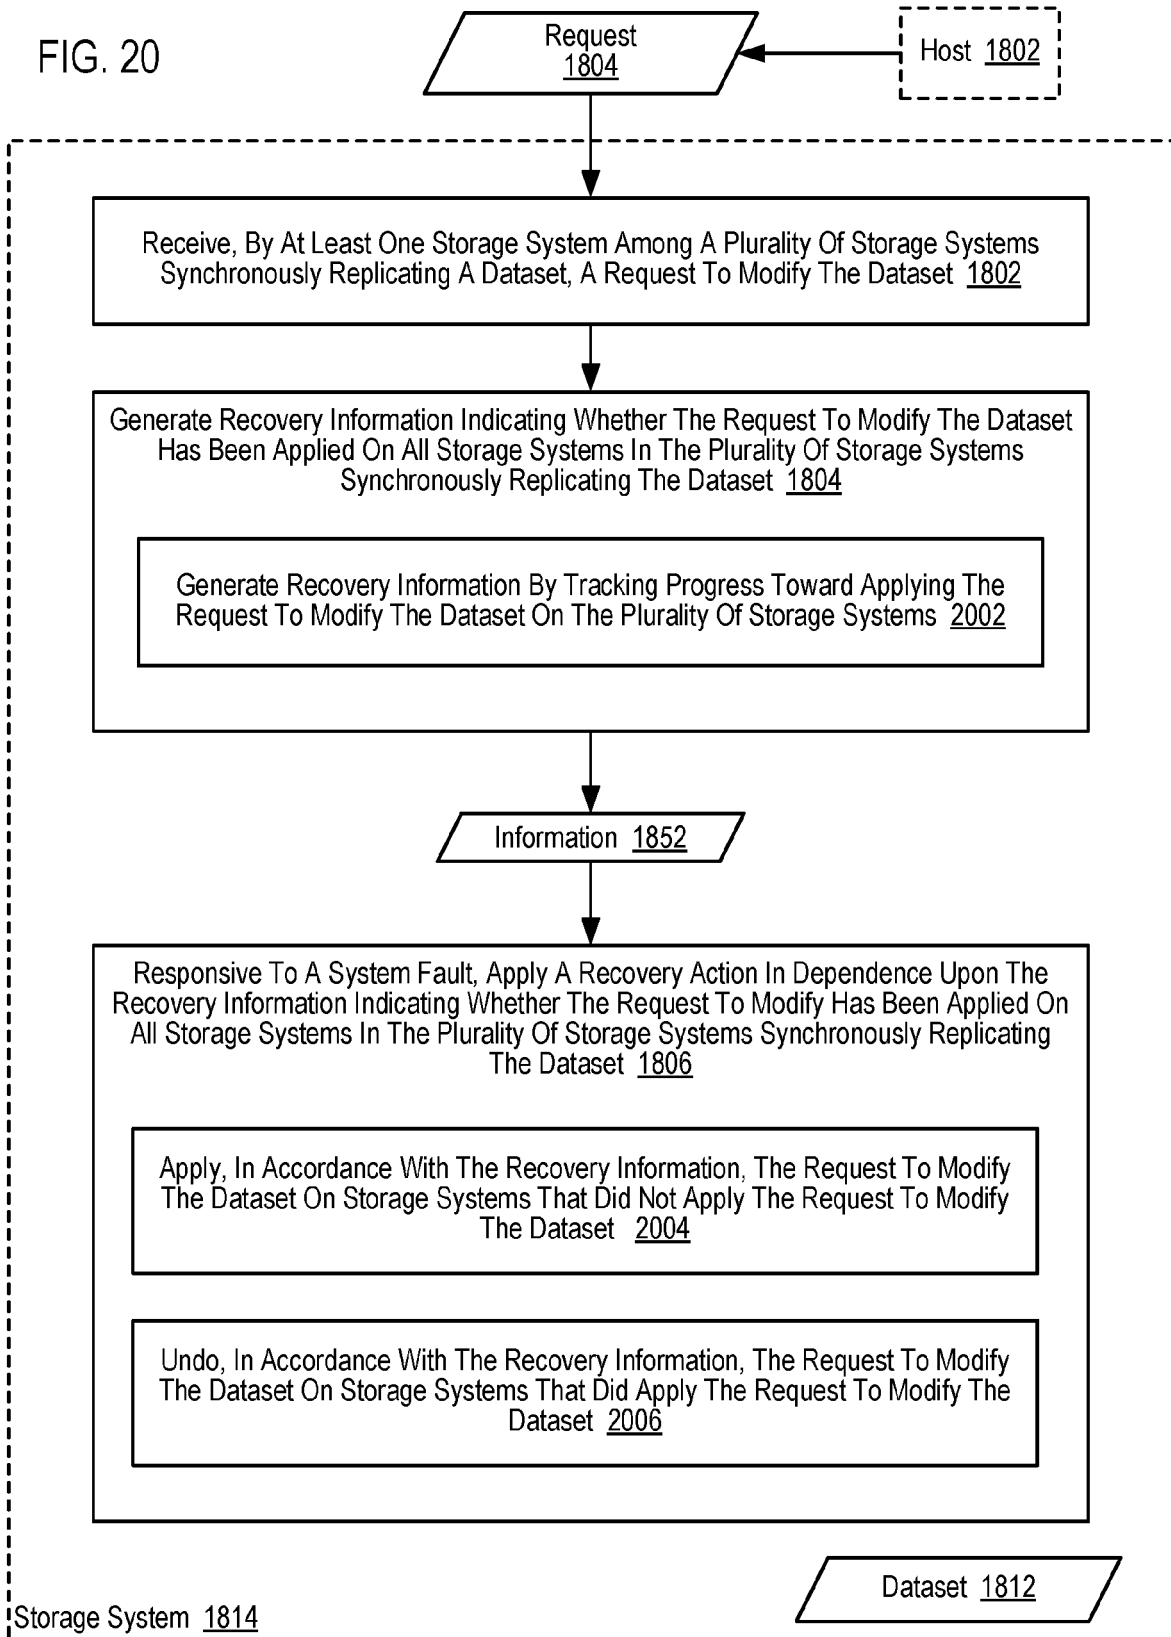 FIG. 20
Request
1804
Host 1802
Receive, By At Least One Storage System Among A Plurality Of Storage Systems
Synchronously Replicating A Dataset, A Request To Modify The Dataset 1802
Generate Recovery Information Indicating Whether The Request To Modify The Dataset
Has Been Applied On All Storage Systems In The Plurality Of Storage Systems
Synchronously Replicating The Dataset 1804
Generate Recovery Information By Tracking Progress Toward Applying The
Request To Modify The Dataset On The Plurality Of Storage Systems 2002
Information 1852
Responsive To A System Fault, Apply A Recovery Action In Dependence Upon The
Recovery Information Indicating Whether The Request To Modify Has Been Applied On
All Storage Systems In The Plurality Of Storage Systems Synchronously Replicating
The Dataset 1806
Apply, In Accordance With The Recovery Information, The Request To Modify
The Dataset On Storage Systems That Did Not Apply The Request To Modify
The Dataset 2004
Undo, In Accordance With The Recovery Information, The Request To Modify
The Dataset On Storage Systems That Did Apply The Request To Modify The
Dataset 2006
Dataset 1812
Storage System 1814